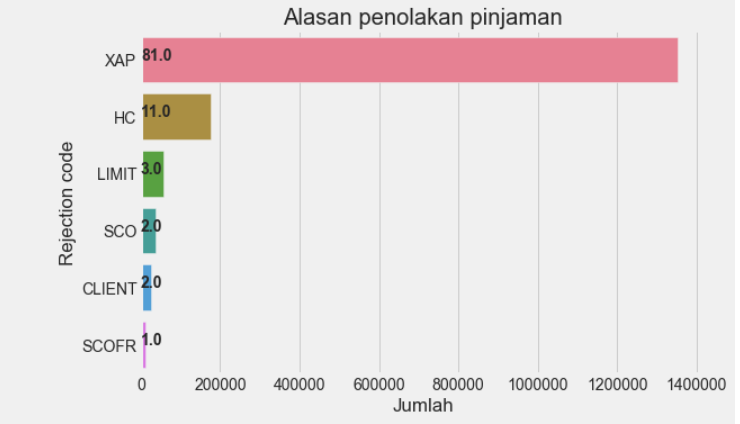 Alasan penolakan pinjaman
Rejection code
XAP 81.0
HC 11.0
LIMIT 3.0
SCO 2.0
CLIENT 2.0
SCOFR 1.0
0 200000 400000 600000 800000 1000000 1200000 1400000
Jumlah